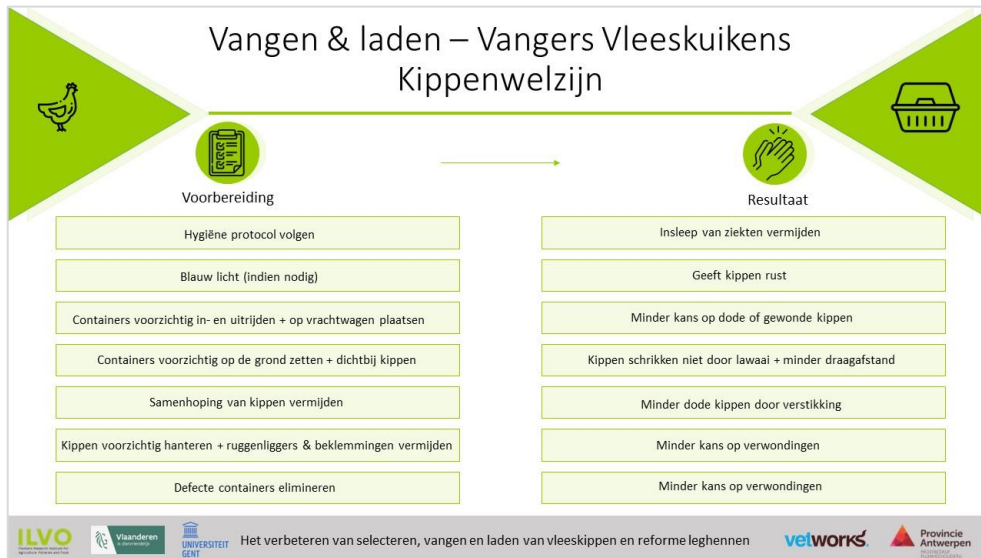 Vangen & laden – Vangers Vleeskuikens
Kippenwelzijn
Voorbereiding
Resultaat
Hygiëne protocol volgen
Insleep van ziekten vermijden
Blauw licht (indien nodig)
Geeft kippen rust
Containers voorzichtig in- en uitrijden + op vrachtwagen plaatsen
Minder kans op dode of gewonde kippen
Containers voorzichtig op de grond zetten + dichtbij kippen
Kippen schrikken niet door lawaai + minder draagafstand
Samenhoping van kippen vermijden
Minder dode kippen door verstikking
Kippen voorzichtig hanteren + ruggenliggers & beklemmingen vermijden
Minder kans op verwondingen
Defecte containers elimineren
Minder kans op verwondingen
ILVO
Vlaanderen
UNIVERSITEIT
GENT
Het verbeteren van selecteren, vangen en laden van vleeskippen en reforme leghennen
vetworks.
Provincie
Antwerpen